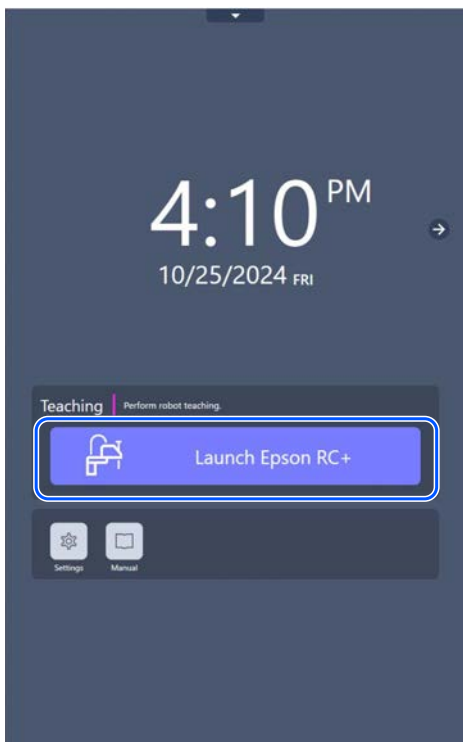 4:10 PM
10/25/2024 FRI
Teaching Perform robot teaching.
Launch Epson RC+
Settings Manual